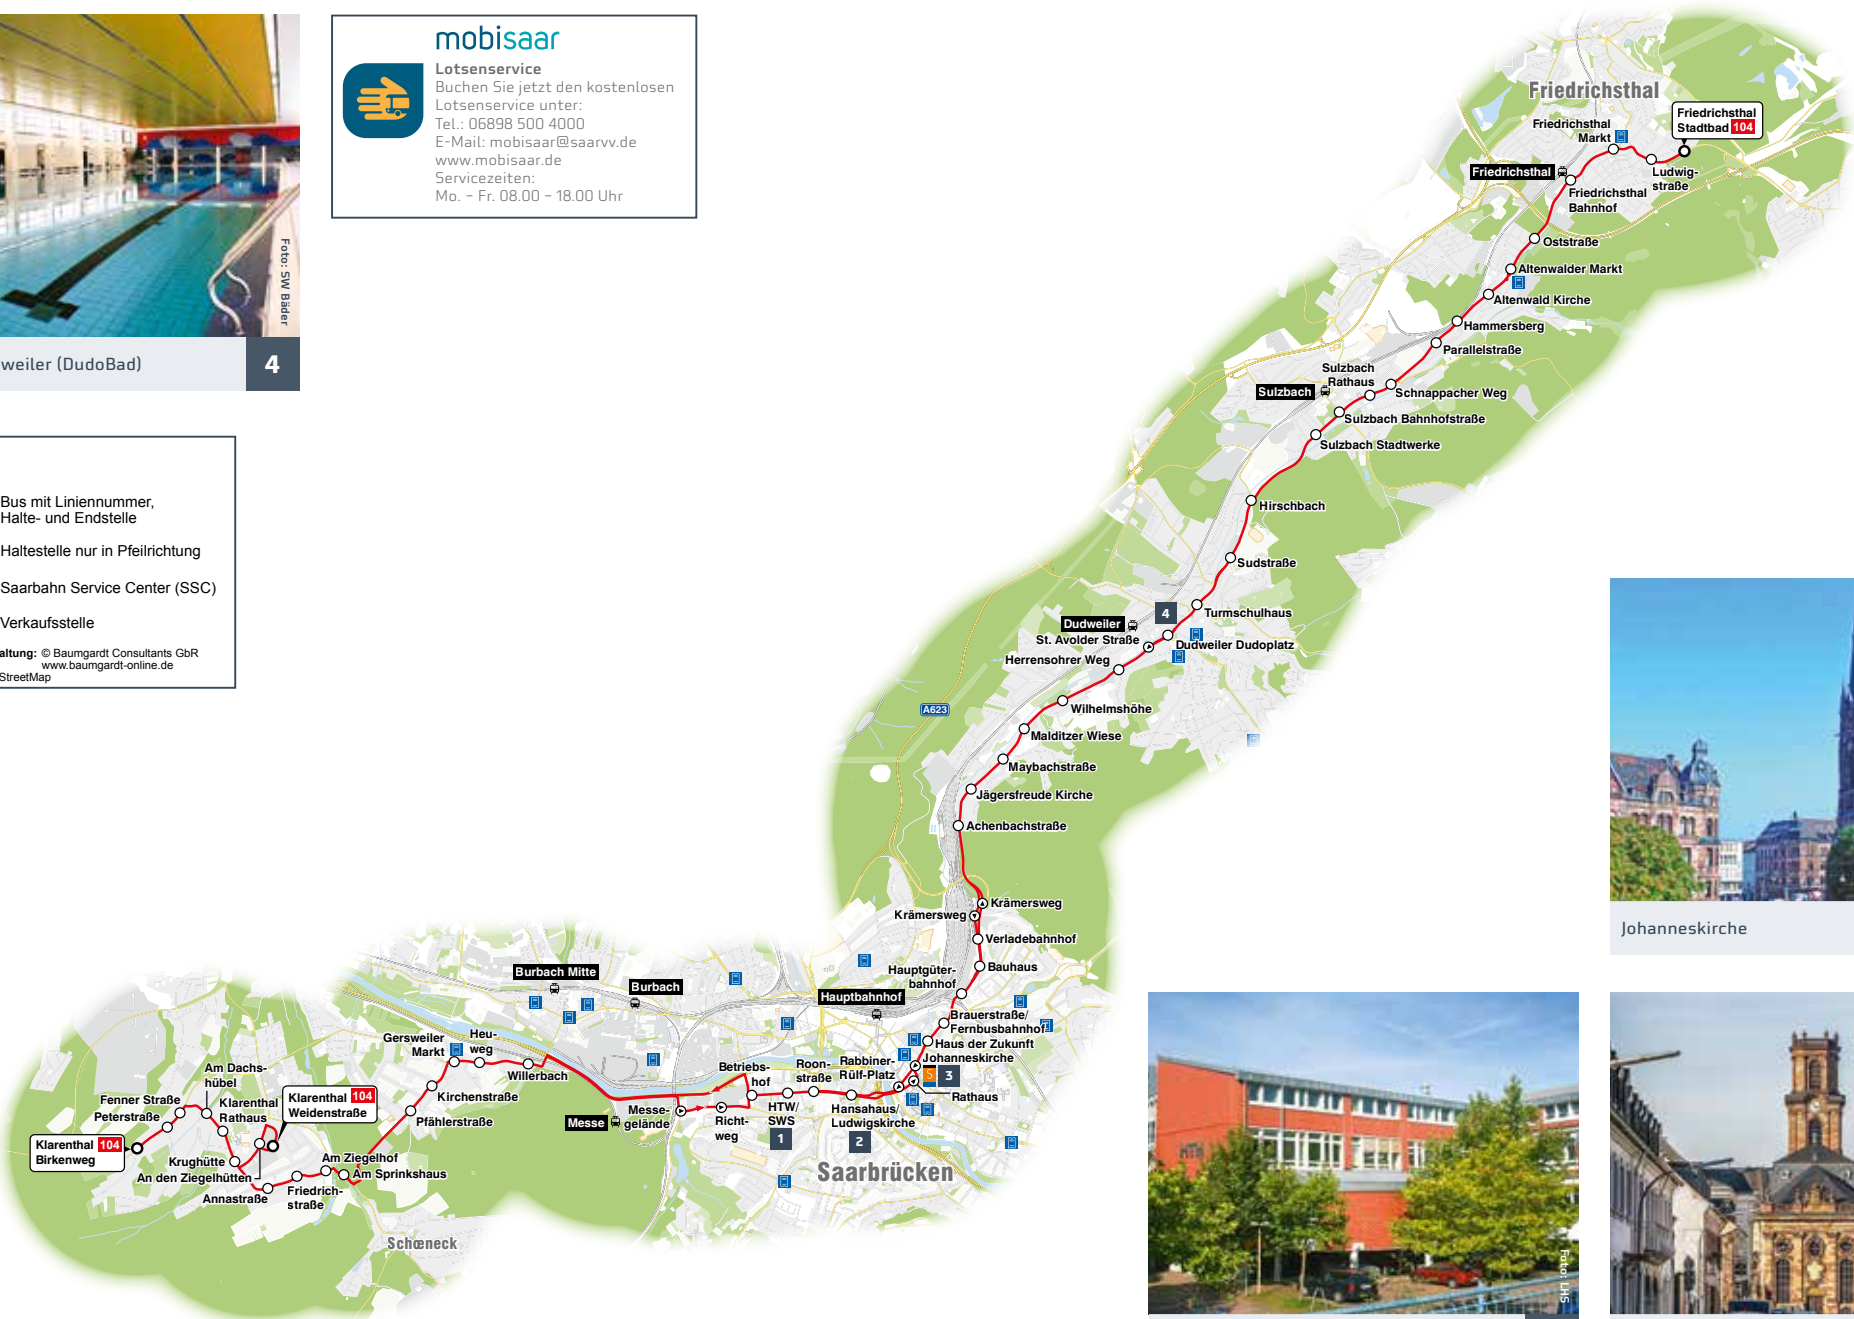 mobisaar
Lotsenservice
Buchen Sie jetzt den kostenlosen
Lotsenservice unter:
Tel.: 06898 500 4000
E-Mail: mobisaar@saarvv.de
www.mobisaar.de
Servicezeiten:
Mo. – Fr. 08.00 – 18.00 Uhr
Foto: SW Bäder
weiler (DudoBad)
4
Bus mit Liniennummer,
Halte- und Endstelle
Haltestelle nur in Pfeilrichtung
Saarbahn Service Center (SSC)
Verkaufsstelle
altung: © Baumgardt Consultants GbR
www.baumgardt-online.de
StreetMap
Friedrichsthal
Friedrichsthal
Stadtbad 104
Friedrichsthal
Markt
Ludwig-
straße
Friedrichsthal
Friedrichsthal
Bahnhof
Oststraße
Altenwalder Markt
Altenwald Kirche
Hammersberg
Parallelstraße
Sulzbach
Rathaus
Sulzbach
Schnappacher Weg
Sulzbach Bahnhofstraße
Sulzbach Stadtwerke
Hirschbach
Sudstraße
4
Turmschulhaus
Dudweiler
St. Avolder Straße
Dudweiler Dudoplatz
Herrensohrer Weg
A623
Wilhelmshöhe
Malditzer Wiese
Maybachstraße
Jägersfreude Kirche
Achenbachstraße
Krämersweg
Krämersweg
Verladebahnhof
Bauhaus
Hauptgüter-
bahnhof
Brauerstraße/
Fernbusbahnhof
Haus der Zukunft
Johanneskirche
S
3
Rathaus
Rabbiner-
Rülf-Platz
Hauptbahnhof
Burbach Mitte
Burbach
Roon-
straße
Betriebs-
hof
HTW/
SWS
1
Hansahaus/
Ludwigskirche
2
Saarbrücken
Richt-
weg
Messe-
gelände
Messe
Willerbach
Heu-
weg
Gersweiler
Markt
Kirchenstraße
Pfählerstraße
Am Sprinkshaus
Am Ziegelhof
Friedrich-
straße
Annastraße
An den Ziegelhütten
Krughütte
Klarenthal 104
Weidenstraße
Klarenthal
Rathaus
Am Dachs-
hübel
Fenner Straße
Peterstraße
Klarenthal 104
Birkenweg
Schœneck
Johanneskirche
Foto: LHS